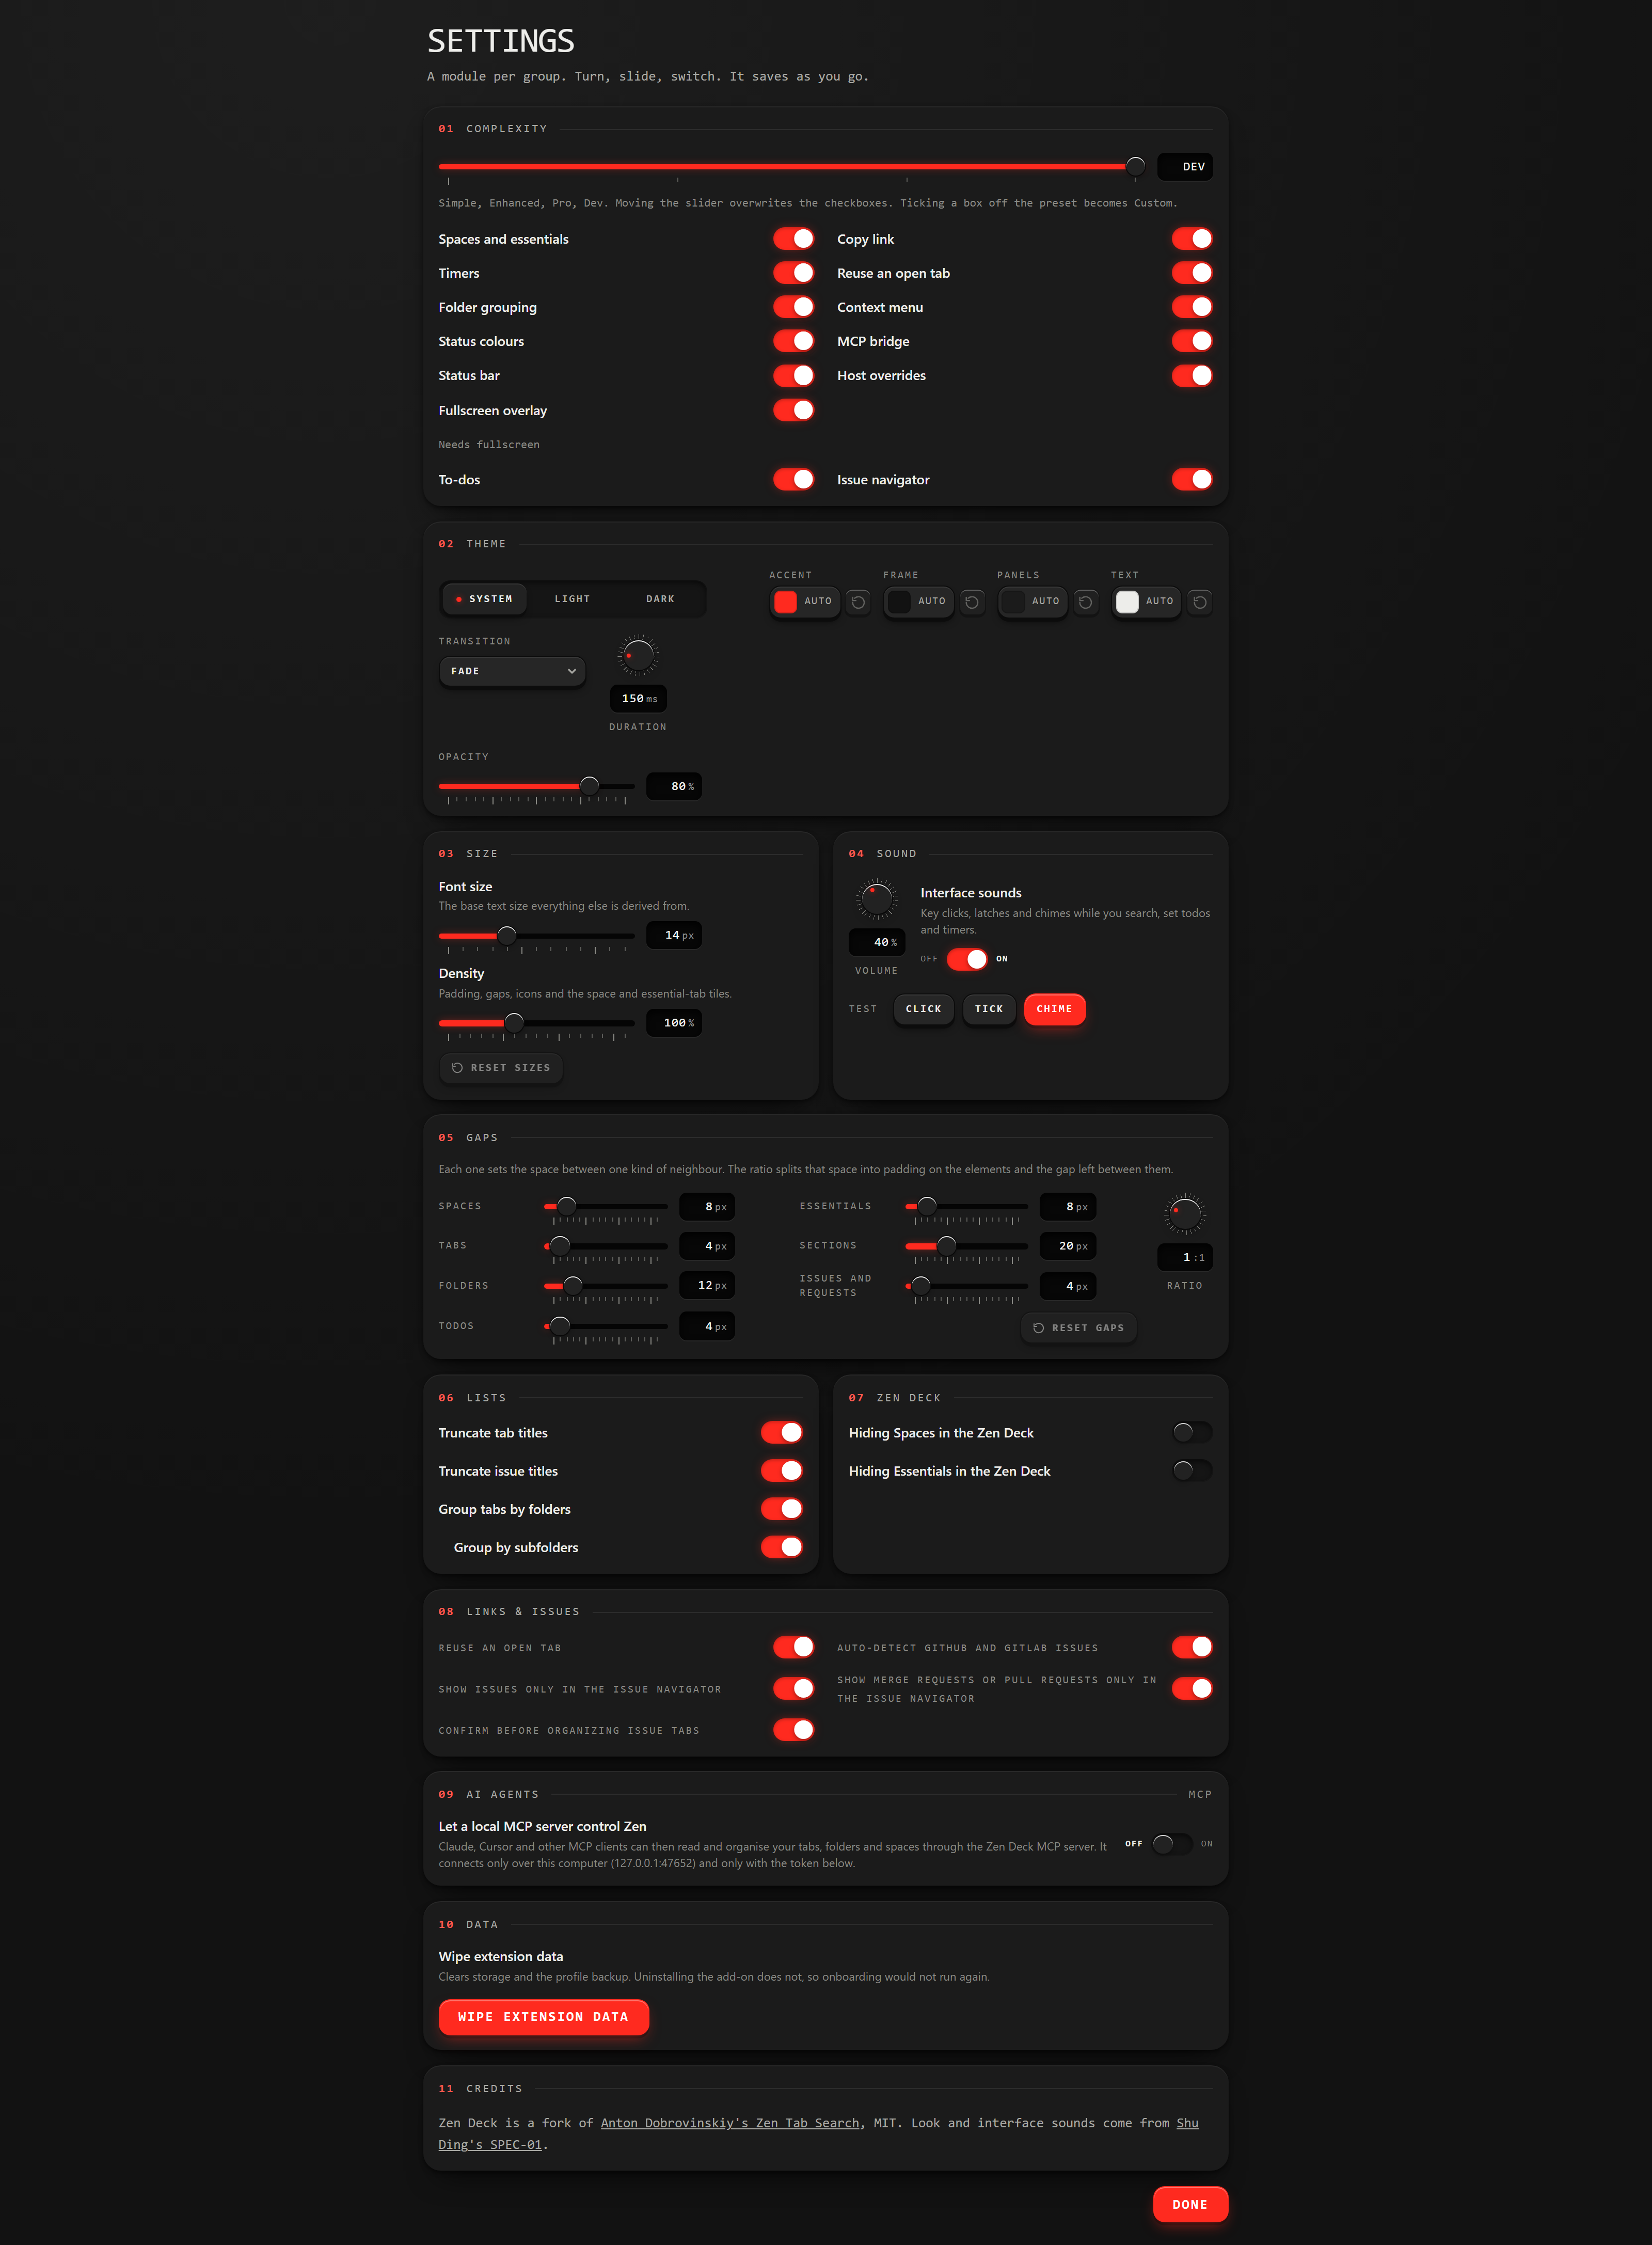 SETTINGS
A module per group. Turn, slide, switch. It saves as you go.
01 COMPLEXITY
DEV
Simple, Enhanced, Pro, Dev. Moving the slider overwrites the checkboxes. Ticking a box off the preset becomes Custom.
Spaces and essentials
Copy link
Timers
Reuse an open tab
Folder grouping
Context menu
Status colours
MCP bridge
Status bar
Host overrides
Fullscreen overlay
Needs fullscreen
To-dos
Issue navigator
02 THEME
SYSTEM LIGHT DARK
ACCENT FRAME PANELS TEXT
AUTO AUTO AUTO AUTO
TRANSITION
FADE
150 ms
DURATION
OPACITY
80 %
03 SIZE
Font size
The base text size everything else is derived from.
14 px
Density
Padding, gaps, icons and the space and essential-tab tiles.
100 %
RESET SIZES
04 SOUND
Interface sounds
Key clicks, latches and chimes while you search, set todos
and timers.
40 %
VOLUME
OFF ON
TEST CLICK TICK CHIME
05 GAPS
Each one sets the space between one kind of neighbour. The ratio splits that space into padding on the elements and the gap left between them.
SPACES 8 px
TABS 4 px
FOLDERS 12 px
TODOS 4 px
ESSENTIALS 8 px
SECTIONS 20 px
ISSUES AND
REQUESTS 4 px
1 :1
RATIO
RESET GAPS
06 LISTS
Truncate tab titles
Truncate issue titles
Group tabs by folders
Group by subfolders
07 ZEN DECK
Hiding Spaces in the Zen Deck
Hiding Essentials in the Zen Deck
08 LINKS & ISSUES
REUSE AN OPEN TAB
AUTO-DETECT GITHUB AND GITLAB ISSUES
SHOW ISSUES ONLY IN THE ISSUE NAVIGATOR
SHOW MERGE REQUESTS OR PULL REQUESTS ONLY IN
THE ISSUE NAVIGATOR
CONFIRM BEFORE ORGANIZING ISSUE TABS
09 AI AGENTS MCP
Let a local MCP server control Zen
Claude, Cursor and other MCP clients can then read and organise your tabs, folders and spaces through the Zen Deck MCP server. It
connects only over this computer (127.0.0.1:47652) and only with the token below.
OFF ON
10 DATA
Wipe extension data
Clears storage and the profile backup. Uninstalling the add-on does not, so onboarding would not run again.
WIPE EXTENSION DATA
11 CREDITS
Zen Deck is a fork of Anton Dobrovinskiy's Zen Tab Search, MIT. Look and interface sounds come from Shu
Ding's SPEC-01.
DONE